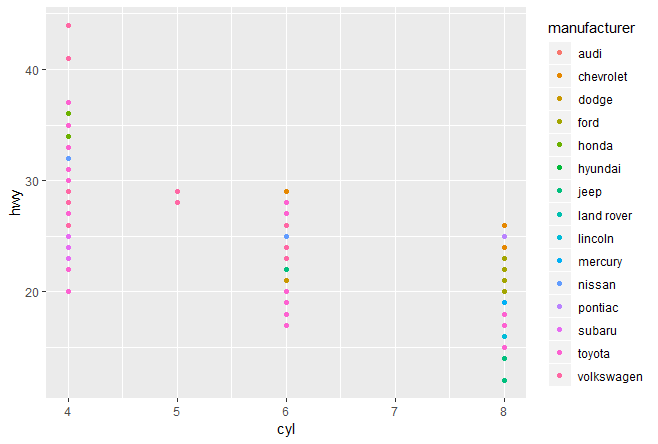 manufacturer
audi
chevrolet
dodge
ford
honda
hyundai
jeep
land rover
lincoln
mercury
nissan
pontiac
subaru
toyota
volkswagen
hwy
40
30
20
4 5 6 7 8
cyl